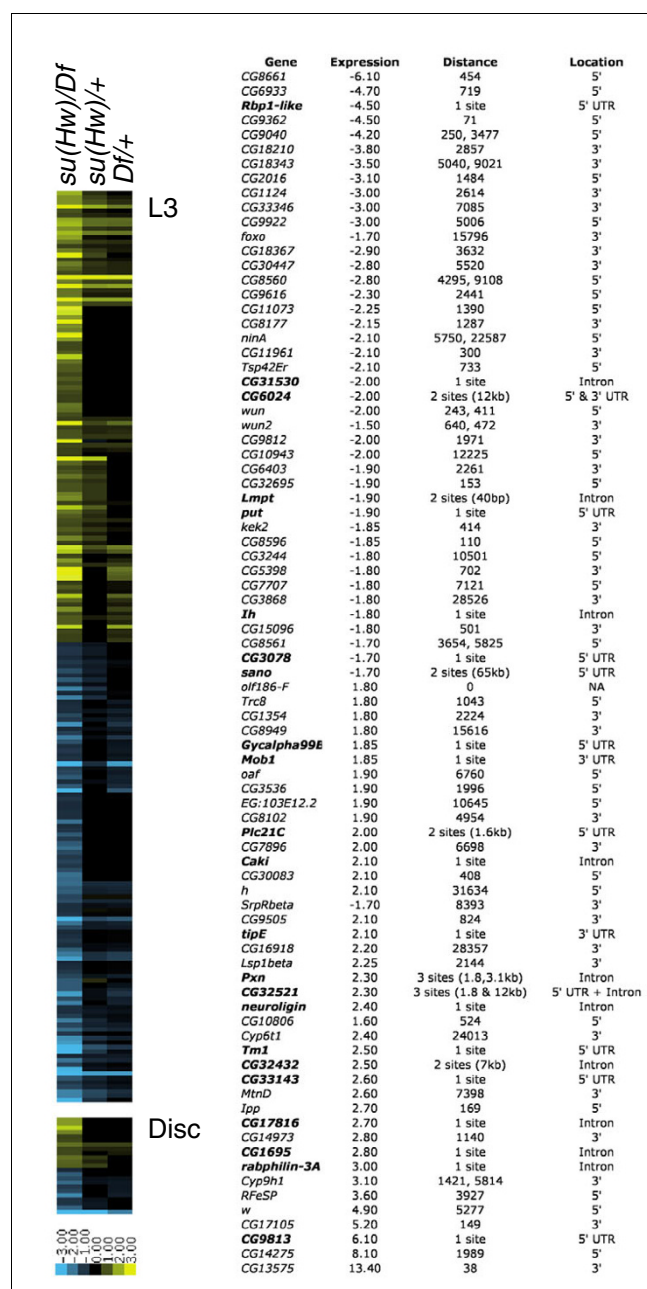 su(Hw)/Df
su(Hw)/+
Df/+
L3
Disc
-3.00
-2.00
-1.00
0.00
1.00
2.00
3.00
Gene Expression Distance Location
CG8661 -6.10 454 5'
CG6933 -4.70 719 5'
Rbp1-like -4.50 1 site 5' UTR
CG9362 -4.50 71 5'
CG9040 -4.20 250, 3477 5'
CG18210 -3.80 2857 3'
CG18343 -3.50 5040, 9021 3'
CG2016 -3.10 1484 5'
CG1124 -3.00 2614 3'
CG33346 -3.00 7085 3'
CG9922 -3.00 5006 5'
foxo -1.70 15796 3'
CG18367 -2.90 3632 3'
CG30447 -2.80 5520 3'
CG8560 -2.80 4295, 9108 5'
CG9616 -2.30 2441 5'
CG11073 -2.25 1390 5'
CG8177 -2.15 1287 5'
ninA -2.10 5750, 22587 5'
CG11961 -2.10 300 3'
Tsp42Er -2.10 733 5'
CG31530 -2.00 1 site Intron
CG6024 -2.00 2 sites (12kb) 5' & 3' UTR
wun -2.00 243, 411 5'
wun2 -1.50 640, 472 3'
CG9812 -2.00 1971 3'
CG10943 -2.00 12225 5'
CG6403 -1.90 2261 3'
CG32695 -1.90 153 5'
Lmpt -1.90 2 sites (40bp) Intron
put -1.90 1 site 5' UTR
kek2 -1.85 414 3'
CG8596 -1.85 110 5'
CG3244 -1.80 10501 5'
CG5398 -1.80 702 3'
CG7707 -1.80 7121 5'
CG3868 -1.80 28526 3'
Ih -1.80 1 site Intron
CG15096 -1.80 501 3'
CG8561 -1.70 3654, 5825 5'
CG3078 -1.70 1 site 5' UTR
sano -1.70 2 sites (65kb) 5' UTR
olf186-F 1.80 0 NA
Trc8 1.80 1043 5'
CG1354 1.80 2224 3'
CG8949 1.80 15616 3'
Gycalpha99B 1.85 1 site 5' UTR
Mob1 1.85 1 site 3' UTR
oaf 1.90 6760 5'
CG3536 1.90 1996 5'
EG:103E12.2 1.90 10645 5'
CG8102 1.90 4954 3'
Plc21C 2.00 2 sites (1.6kb) 5' UTR
CG7896 2.00 6698 3'
Caki 2.10 1 site Intron
CG30083 2.10 408 5'
h 2.10 31634 5'
SrpRbeta -1.70 8393 3'
CG9505 2.10 824 3'
tipE 2.10 1 site 3' UTR
CG16918 2.20 28357 3'
Lsp1beta 2.25 2144 3'
Pxn 2.30 3 sites (1.8,3.1kb) Intron
CG32521 2.30 3 sites (1.8 & 12kb) 5' UTR + Intron
neuroligin 2.40 1 site Intron
CG10806 1.60 524 5'
Cyp6t1 2.40 24013 3'
Tm1 2.50 1 site 5' UTR
CG32432 2.50 2 sites (7kb) Intron
CG33143 2.60 1 site 5' UTR
MtnD 2.60 7398 3'
Ipp 2.70 169 5'
CG17816 2.70 1 site Intron
CG14973 2.80 1140 3'
CG1695 2.80 1 site Intron
rabphilin-3A 3.00 1 site Intron
Cyp9h1 3.10 1421, 5814 3'
RFeSP 3.60 3927 5'
w 4.90 5277 5'
CG17105 5.20 149 3'
CG9813 6.10 1 site 5' UTR
CG14275 8.10 1989 5'
CG13575 13.40 38 3'